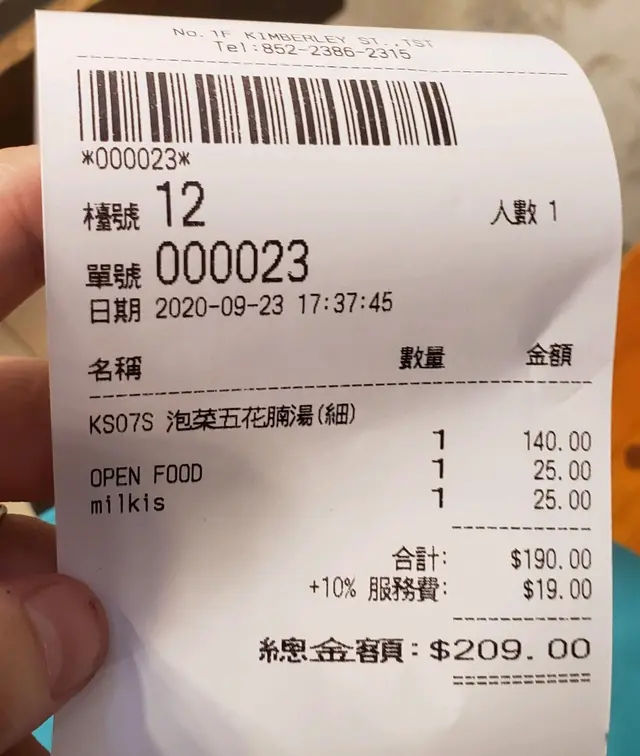 No. 1F KIMBERLEY ST., TST
Tel:852-2386-2315
*000023*
檯號 12 人數 1
單號 000023
日期 2020-09-23 17:37:45
名稱 數量 金額
KS07S 泡菜五花腩湯(細)
1 140.00
OPEN FOOD 1 25.00
milkis 1 25.00
合計: $190.00
+10% 服務費: $19.00
總金額: $209.00